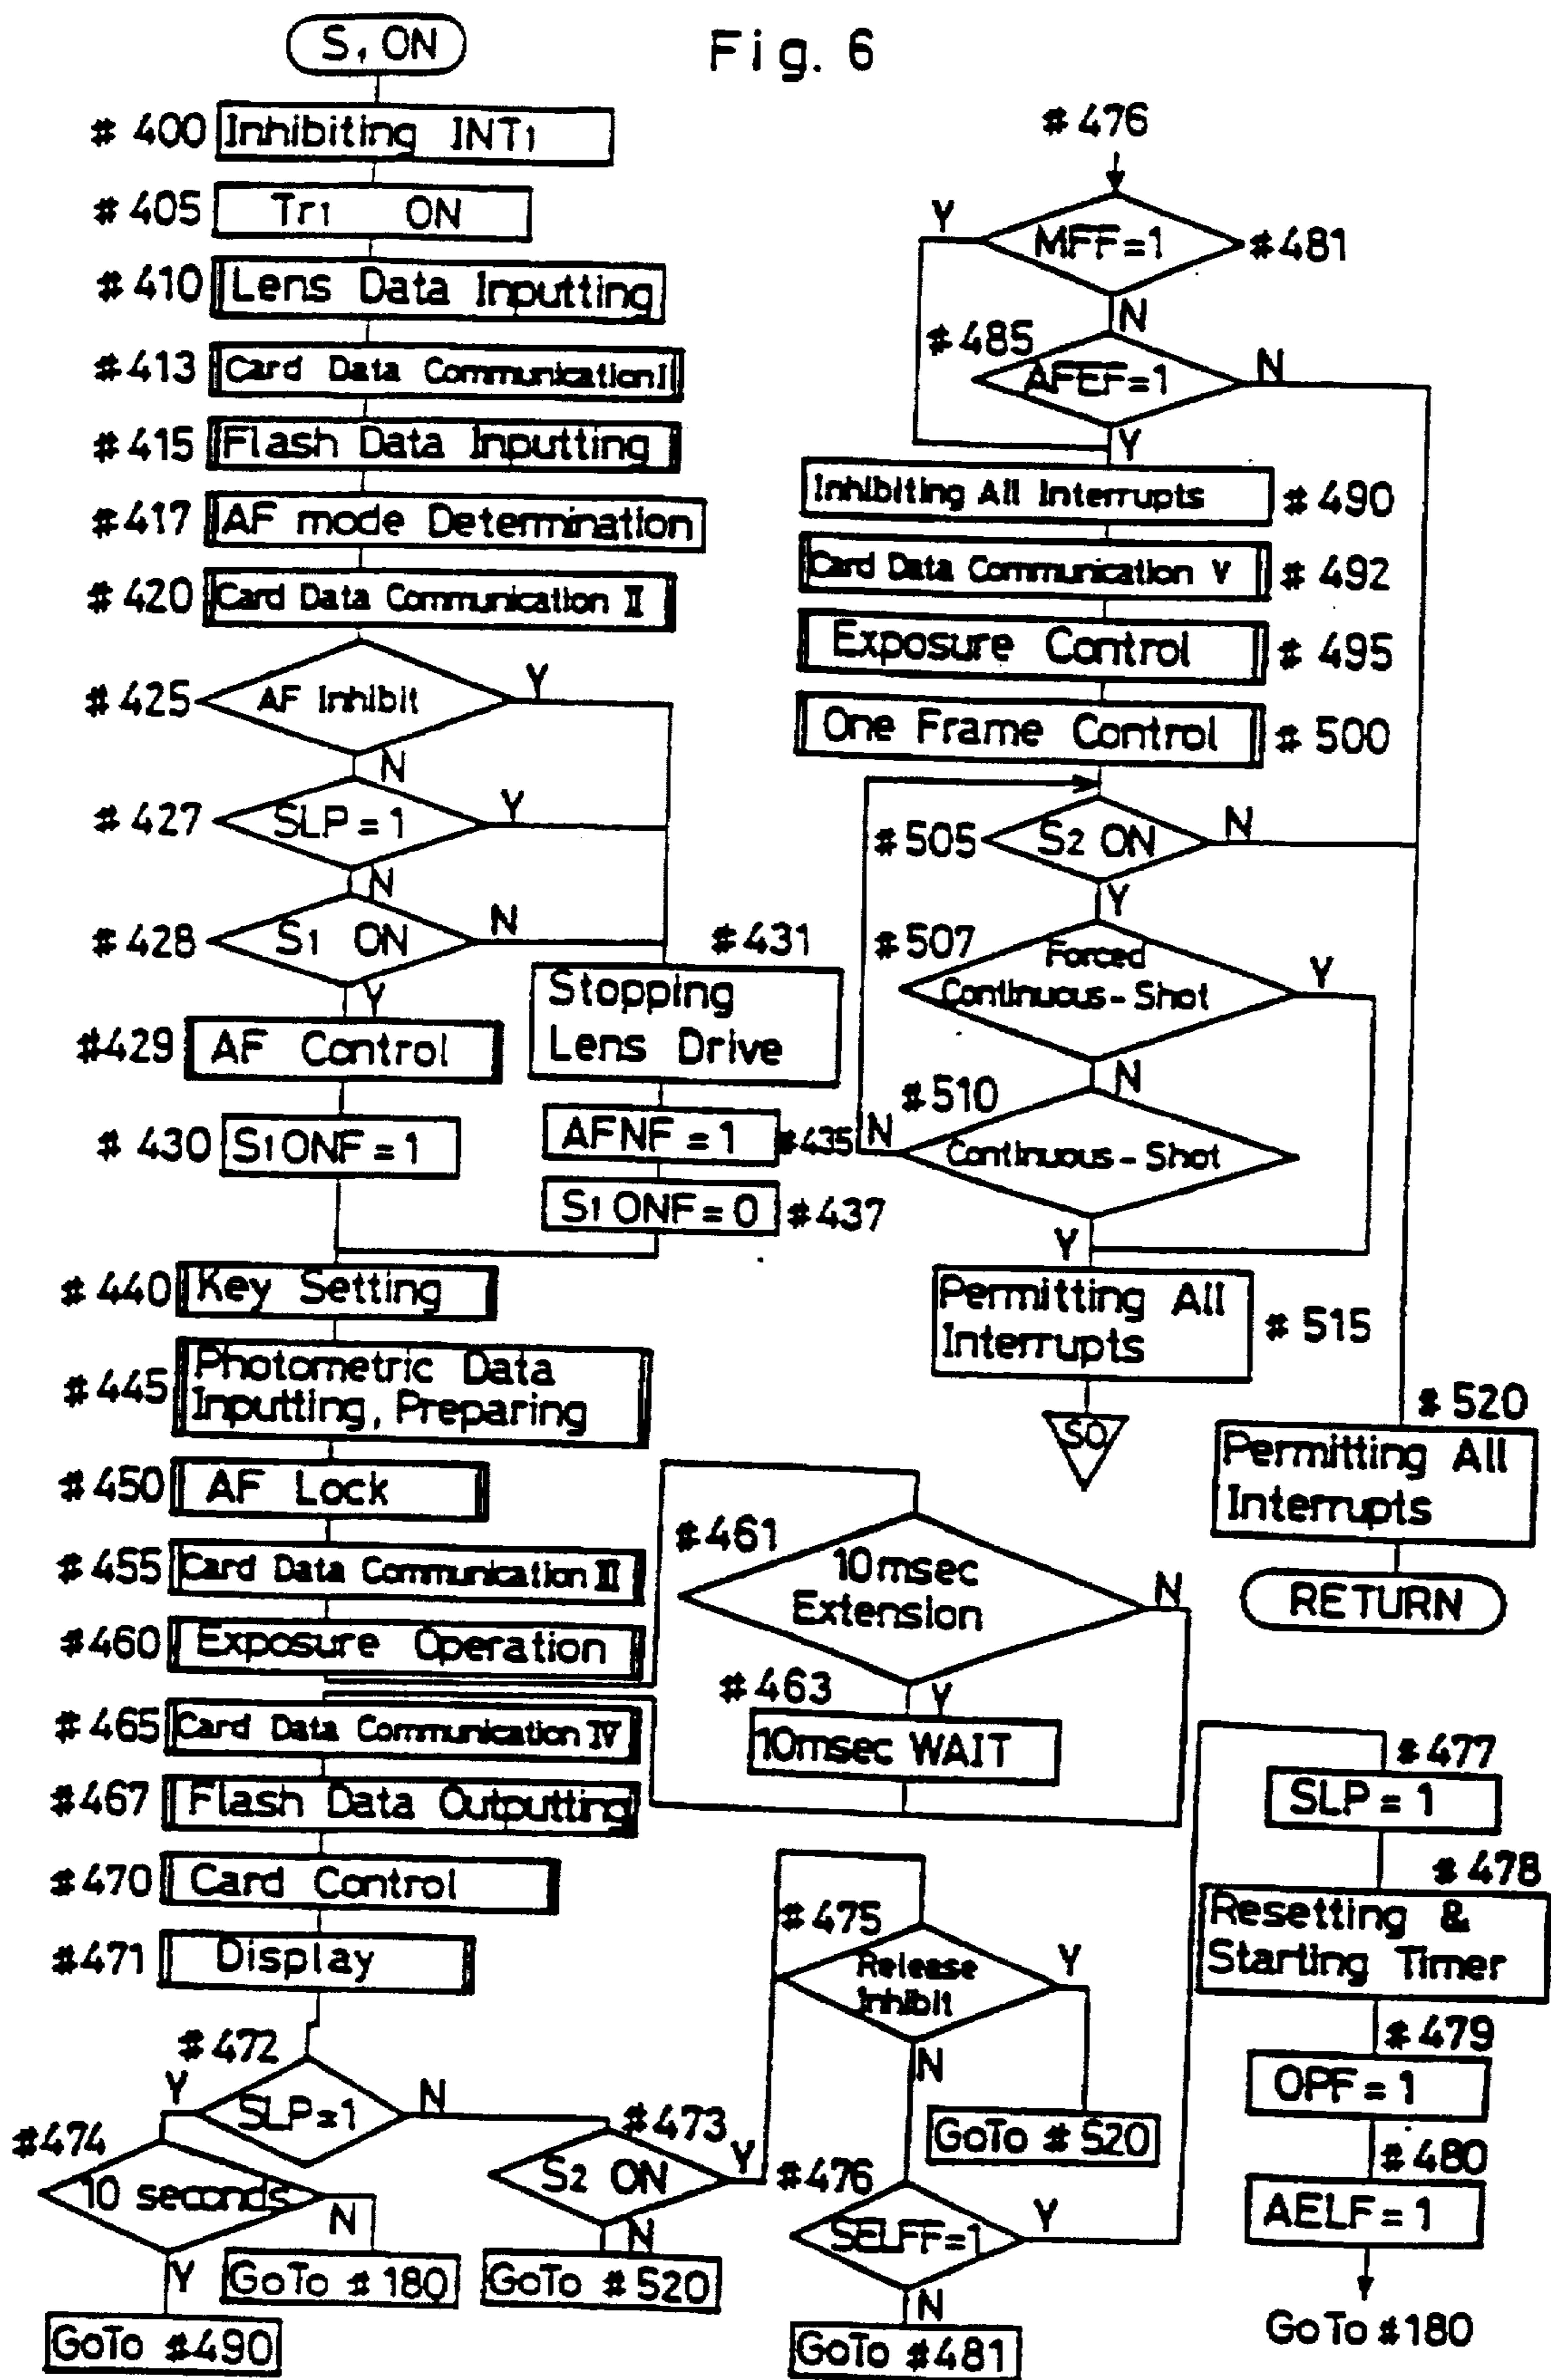 Fig. 6
S1 ON
#400 Inhibiting INT1
#405 Tr1 ON
#410 Lens Data Inputting
#413 Card Data Communication I
#415 Flash Data Inputting
#417 AF mode Determination
#420 Card Data Communication II
#425 AF Inhibit
Y
N
#427 SLP=1
Y
N
#428 S1 ON
N
Y
#429 AF Control
#430 S1ONF=1
#431
Stopping
Lens Drive
AFNF=1 #435
S1ONF=0 #437
#440 Key Setting
#445 Photometric Data
Inputting, Preparing
#450 AF Lock
#455 Card Data Communication III
#460 Exposure Operation
#461
10msec
Extension
N
Y
#463
10msec WAIT
#465 Card Data Communication IV
#467 Flash Data Outputting
#470 Card Control
#471 Display
#472
SLP=1
Y
N
#474
10 seconds
N
Y
GoTo #180
GoTo #490
#473
S2 ON
Y
N
GoTo #520
#475
Release
Inhibit
Y
N
GoTo #520
#476
SELFF=1
Y
N
GoTo #481
#477
SLP=1
#478
Resetting &
Starting Timer
#479
OPF=1
#480
AELF=1
GoTo #180
#476
MFF=1 #481
Y
N
#485
AFEF=1
N
Y
Inhibiting All Interrupts #490
Card Data Communication V #492
Exposure Control #495
One Frame Control #500
#505 S2 ON
N
Y
#507
Forced
Continuous-Shot
Y
N
#510
Continuous-Shot
N
Y
Permitting All
Interrupts #515
SO
#520
Permitting All
Interrupts
RETURN